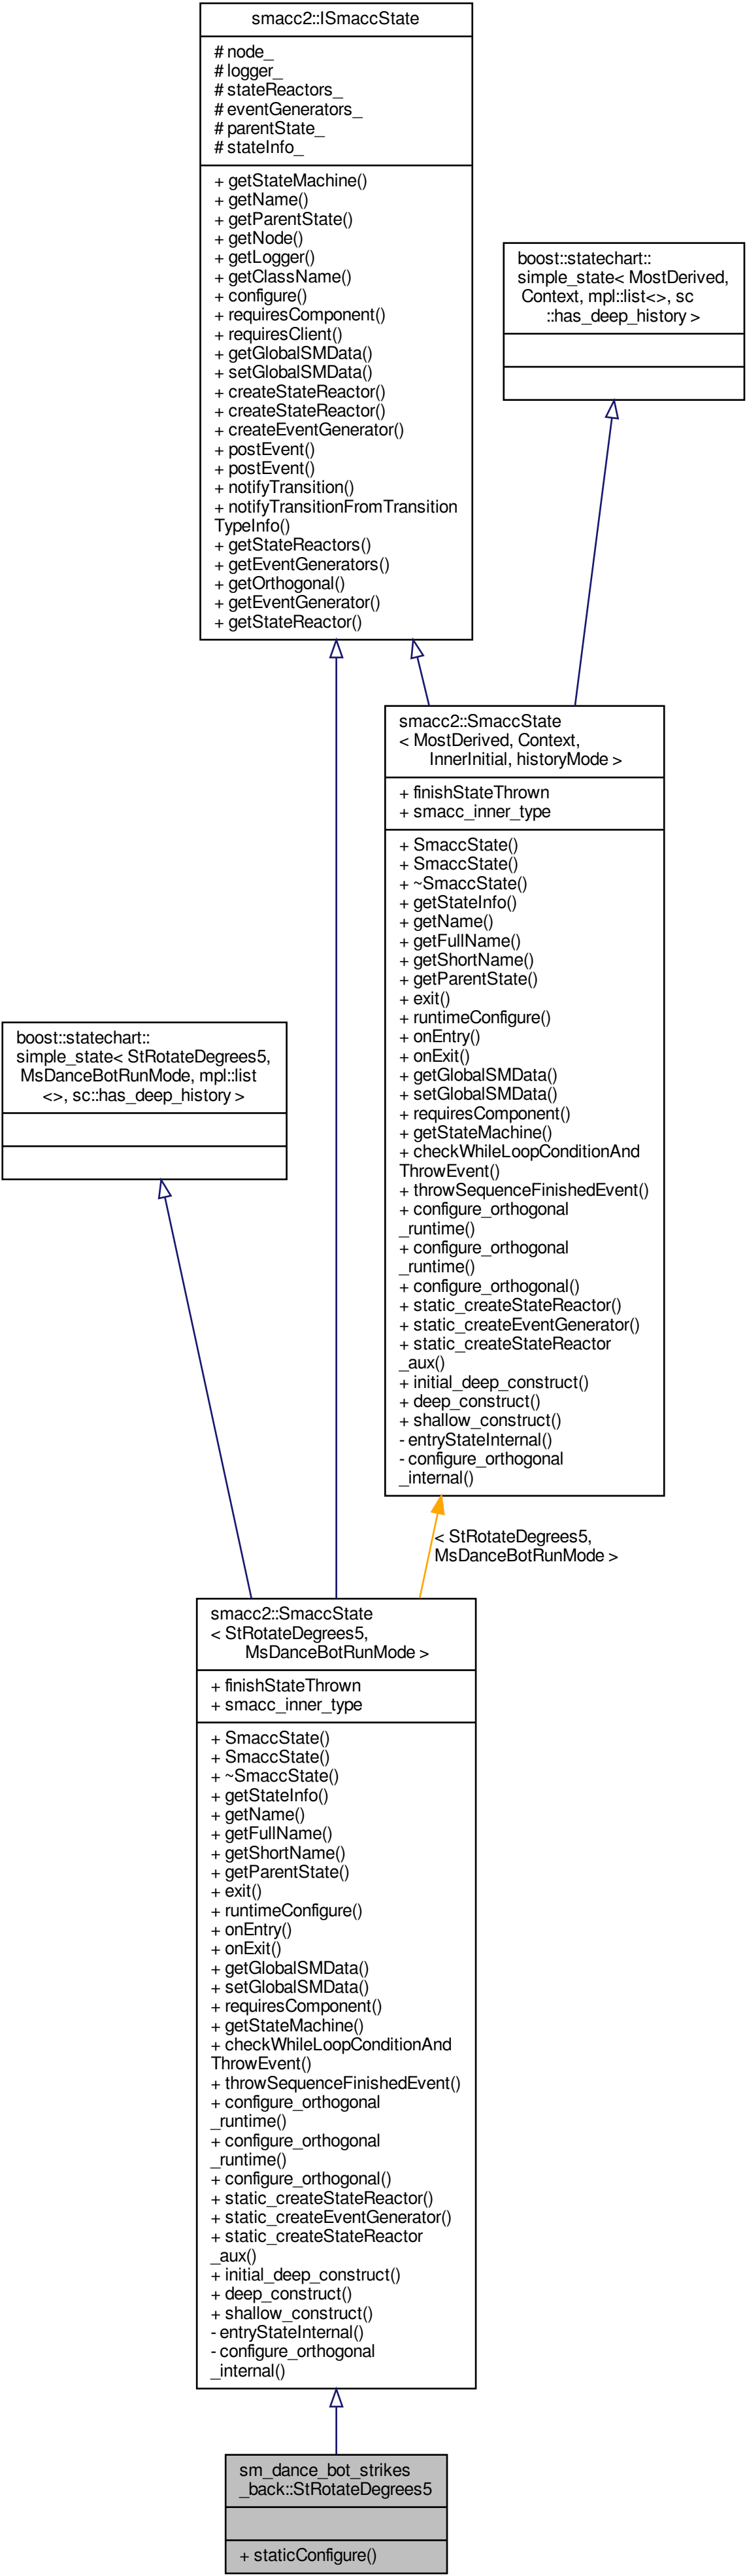 smacc2::ISmaccState
# node_
# logger_
# stateReactors_
# eventGenerators_
# parentState_
# stateInfo_
+ getStateMachine()
+ getName()
+ getParentState()
+ getNode()
+ getLogger()
+ getClassName()
+ configure()
+ requiresComponent()
+ requiresClient()
+ getGlobalSMData()
+ setGlobalSMData()
+ createStateReactor()
+ createStateReactor()
+ createEventGenerator()
+ postEvent()
+ postEvent()
+ notifyTransition()
+ notifyTransitionFromTransition
TypeInfo()
+ getStateReactors()
+ getEventGenerators()
+ getOrthogonal()
+ getEventGenerator()
+ getStateReactor()
boost::statechart::
simple_state< MostDerived,
Context, mpl::list<>, sc
::has_deep_history >
smacc2::SmaccState
< MostDerived, Context,
InnerInitial, historyMode >
+ finishStateThrown
+ smacc_inner_type
+ SmaccState()
+ SmaccState()
+ ~SmaccState()
+ getStateInfo()
+ getName()
+ getFullName()
+ getShortName()
+ getParentState()
+ exit()
+ runtimeConfigure()
+ onEntry()
+ onExit()
+ getGlobalSMData()
+ setGlobalSMData()
+ requiresComponent()
+ getStateMachine()
+ checkWhileLoopConditionAnd
ThrowEvent()
+ throwSequenceFinishedEvent()
+ configure_orthogonal
_runtime()
+ configure_orthogonal
_runtime()
+ configure_orthogonal()
+ static_createStateReactor()
+ static_createEventGenerator()
+ static_createStateReactor
_aux()
+ initial_deep_construct()
+ deep_construct()
+ shallow_construct()
- entryStateInternal()
- configure_orthogonal
_internal()
boost::statechart::
simple_state< StRotateDegrees5,
MsDanceBotRunMode, mpl::list
<>, sc::has_deep_history >
< StRotateDegrees5,
MsDanceBotRunMode >
smacc2::SmaccState
< StRotateDegrees5,
MsDanceBotRunMode >
+ finishStateThrown
+ smacc_inner_type
+ SmaccState()
+ SmaccState()
+ ~SmaccState()
+ getStateInfo()
+ getName()
+ getFullName()
+ getShortName()
+ getParentState()
+ exit()
+ runtimeConfigure()
+ onEntry()
+ onExit()
+ getGlobalSMData()
+ setGlobalSMData()
+ requiresComponent()
+ getStateMachine()
+ checkWhileLoopConditionAnd
ThrowEvent()
+ throwSequenceFinishedEvent()
+ configure_orthogonal
_runtime()
+ configure_orthogonal
_runtime()
+ configure_orthogonal()
+ static_createStateReactor()
+ static_createEventGenerator()
+ static_createStateReactor
_aux()
+ initial_deep_construct()
+ deep_construct()
+ shallow_construct()
- entryStateInternal()
- configure_orthogonal
_internal()
sm_dance_bot_strikes
_back::StRotateDegrees5
+ staticConfigure()